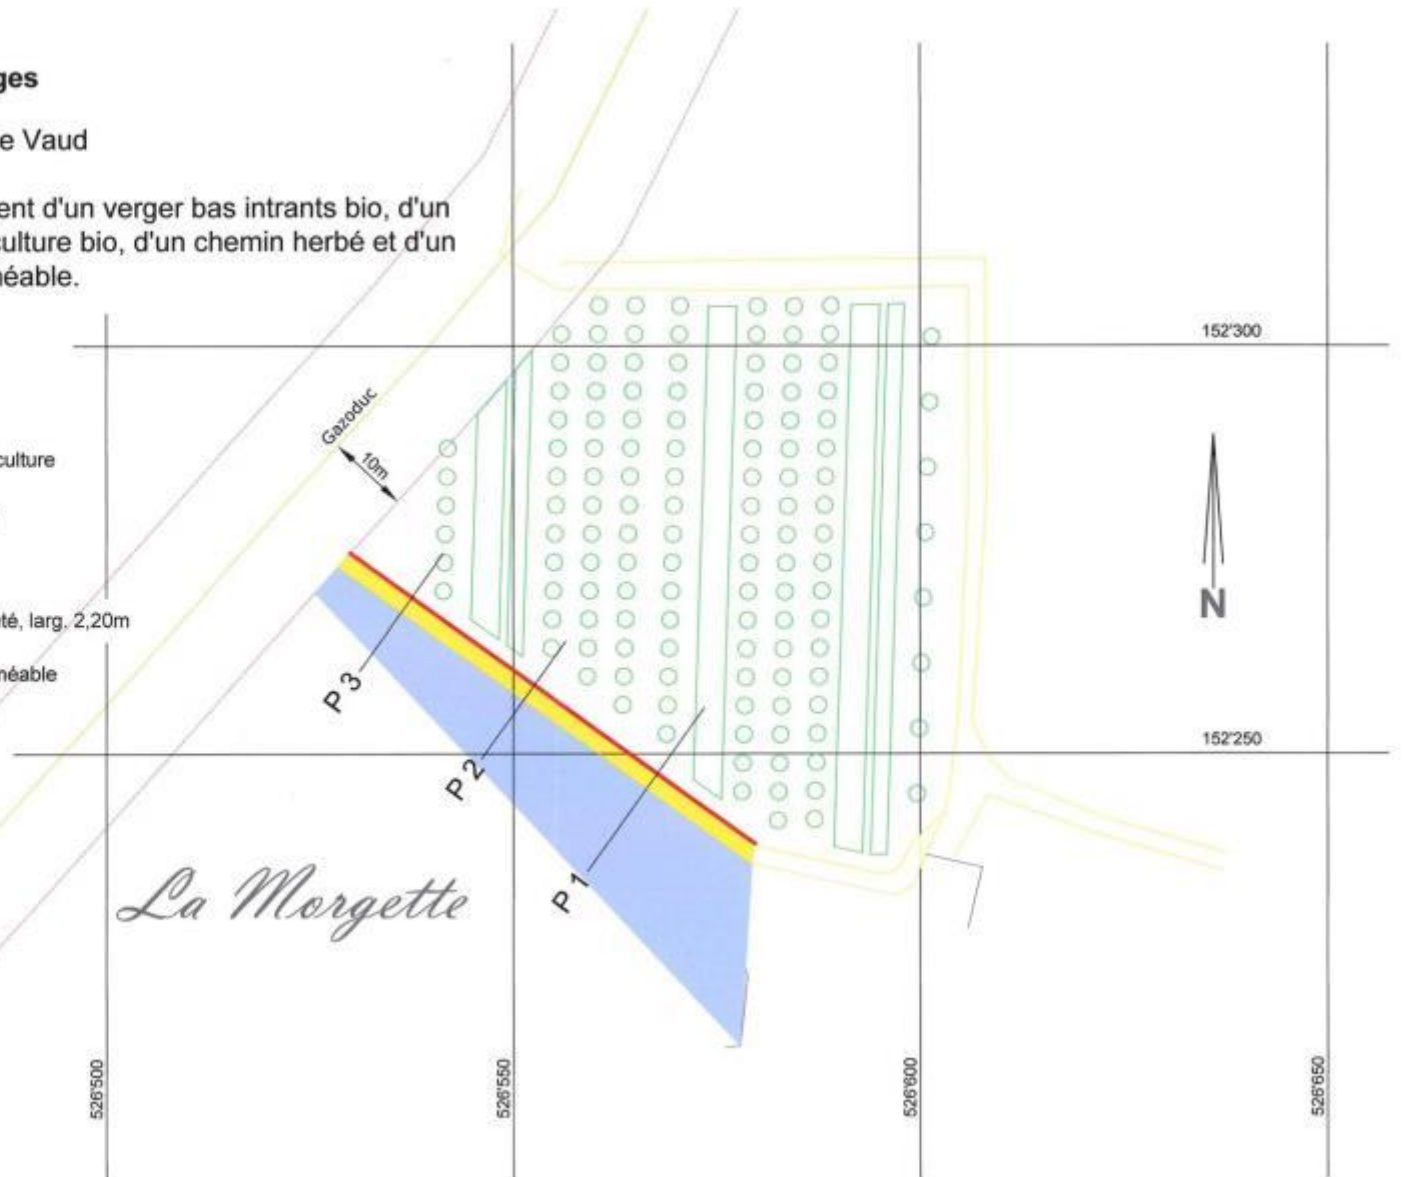 ges
e Vaud
ent d'un verger bas intrants bio, d'un
culture bio, d'un chemin herbé et d'un
néable.
152'300
Gazoduc
10m
culture
N
té, larg. 2,20m
néable
P 3
152'250
P 2
P 1
La Morgette
526'500
526'550
526'600
526'650